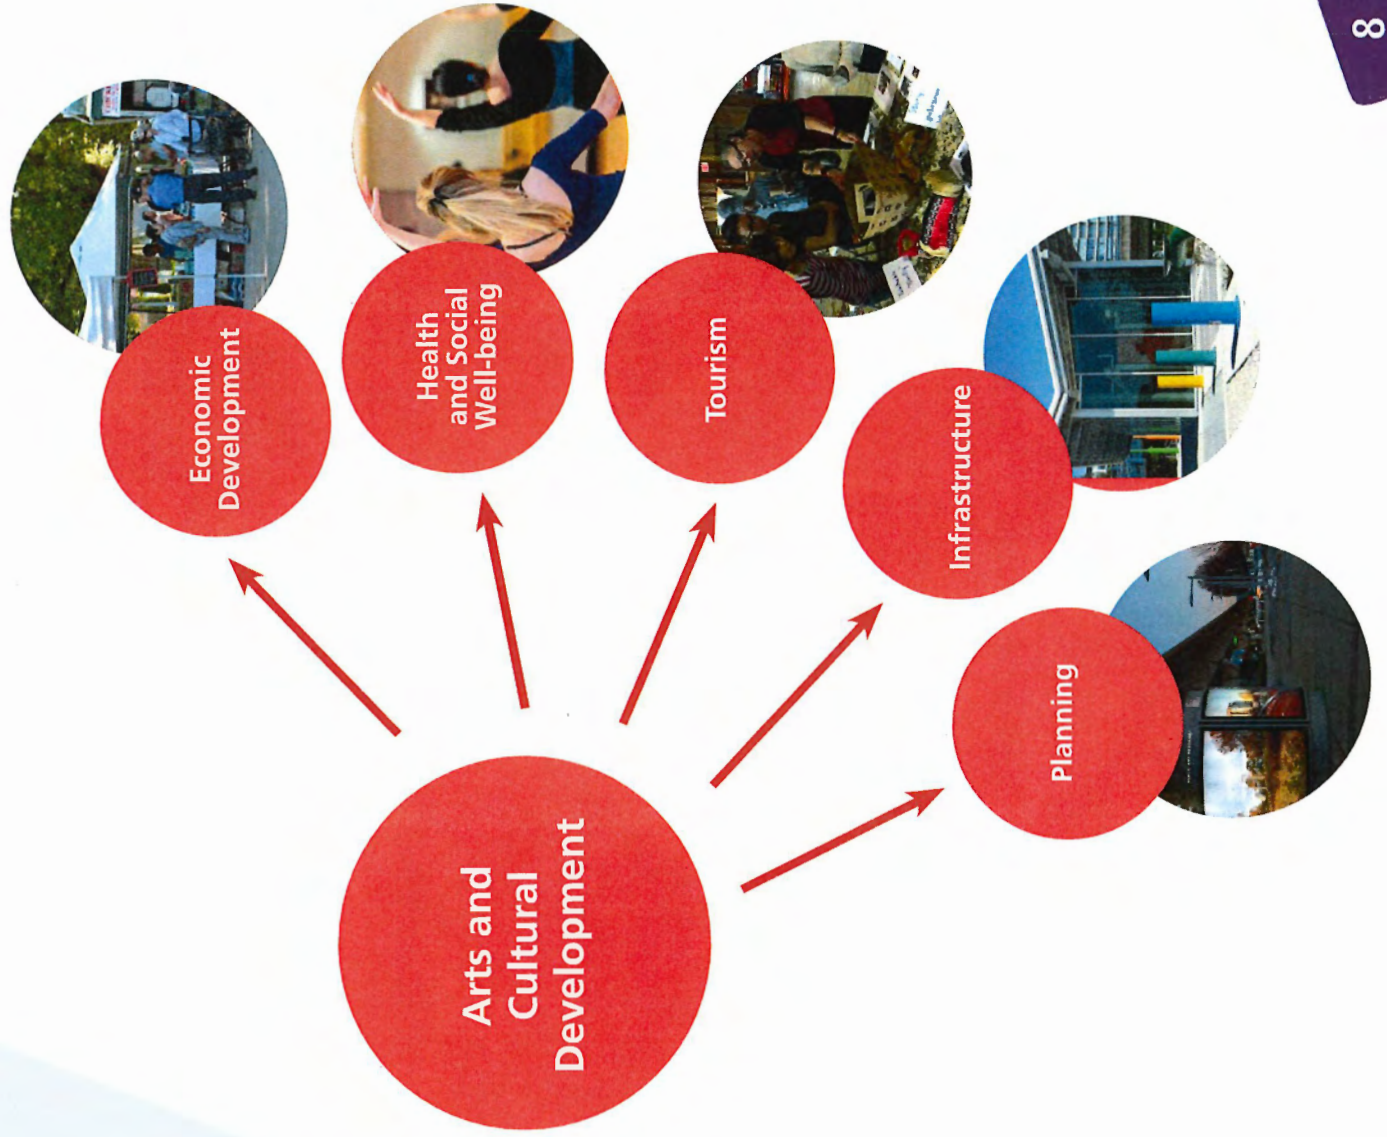 Arts and
Cultural
Development
Economic
Development
Health
and Social
Well-being
Tourism
Infrastructure
Planning
8